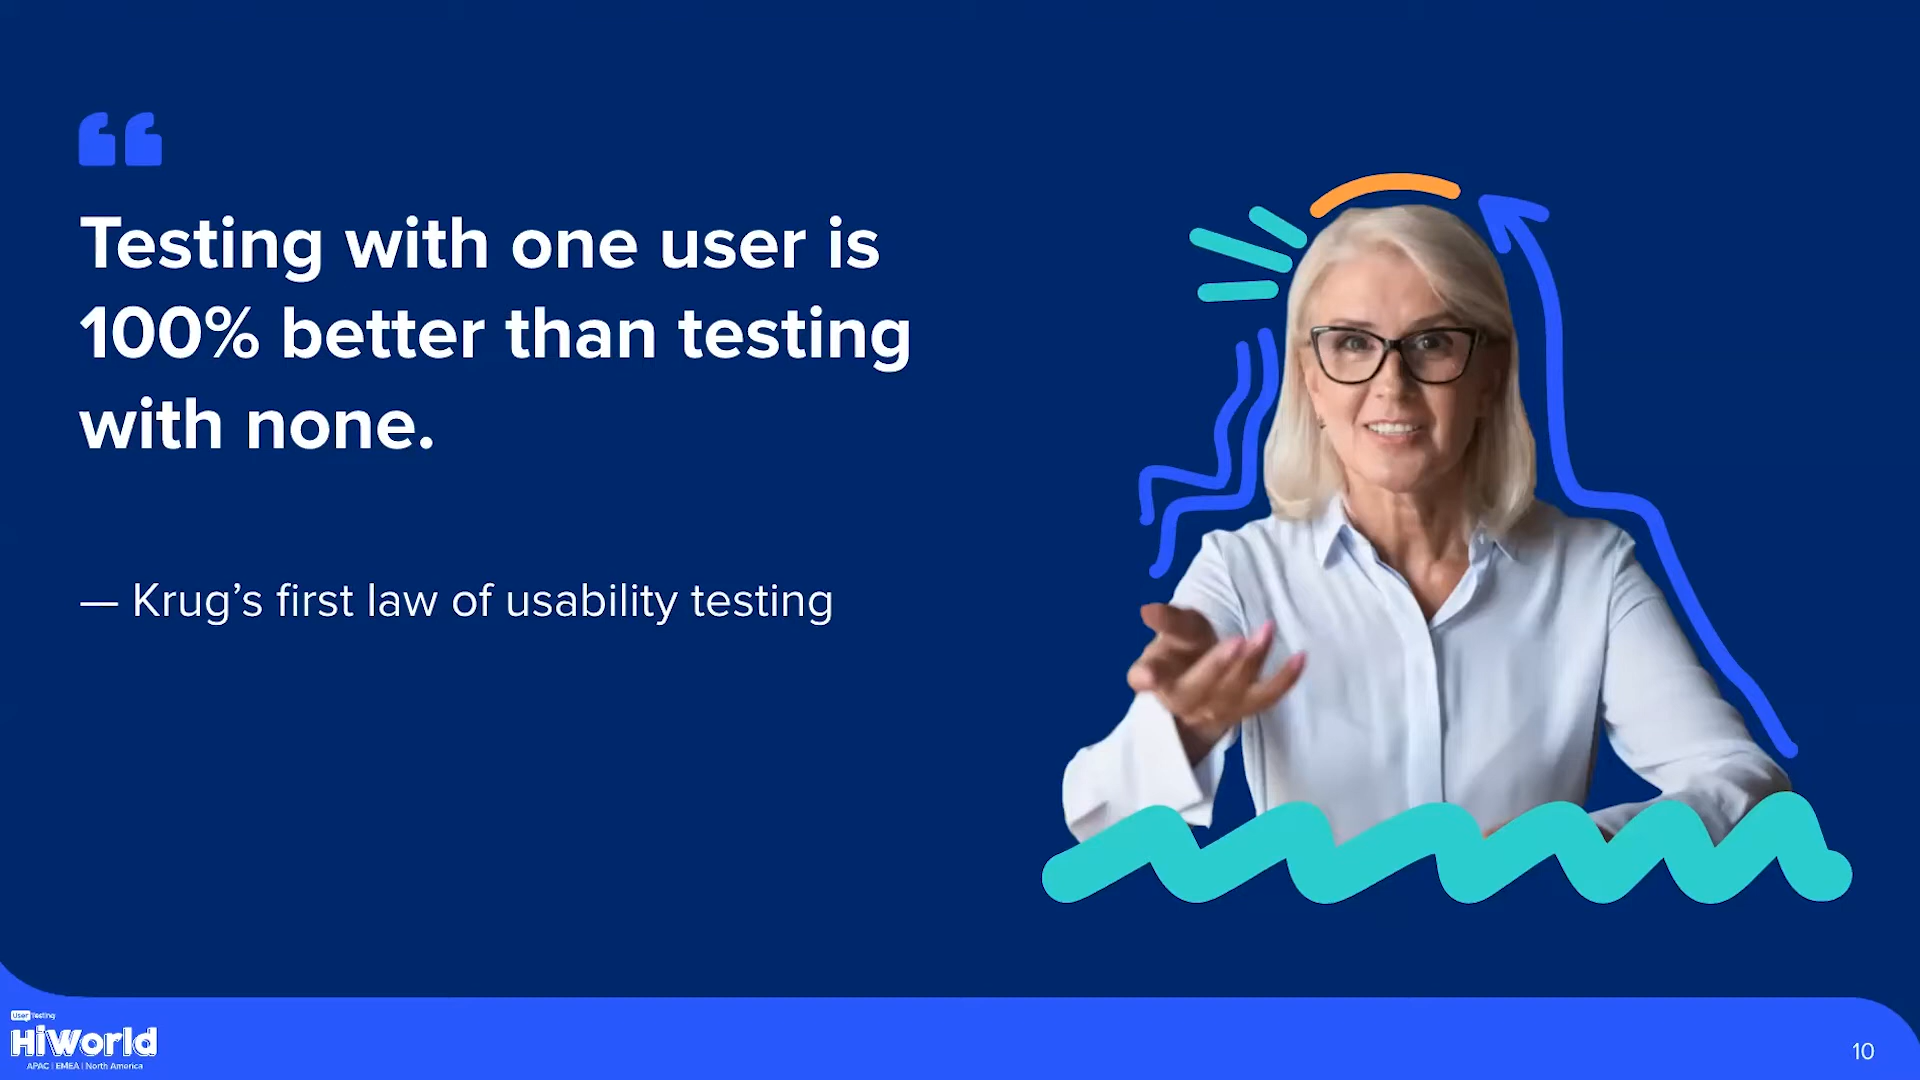 “
Testing with one user is
100% better than testing
with none.
— Krug’s first law of usability testing
UserTesting
HiWorld
APAC | EMEA | North America
10